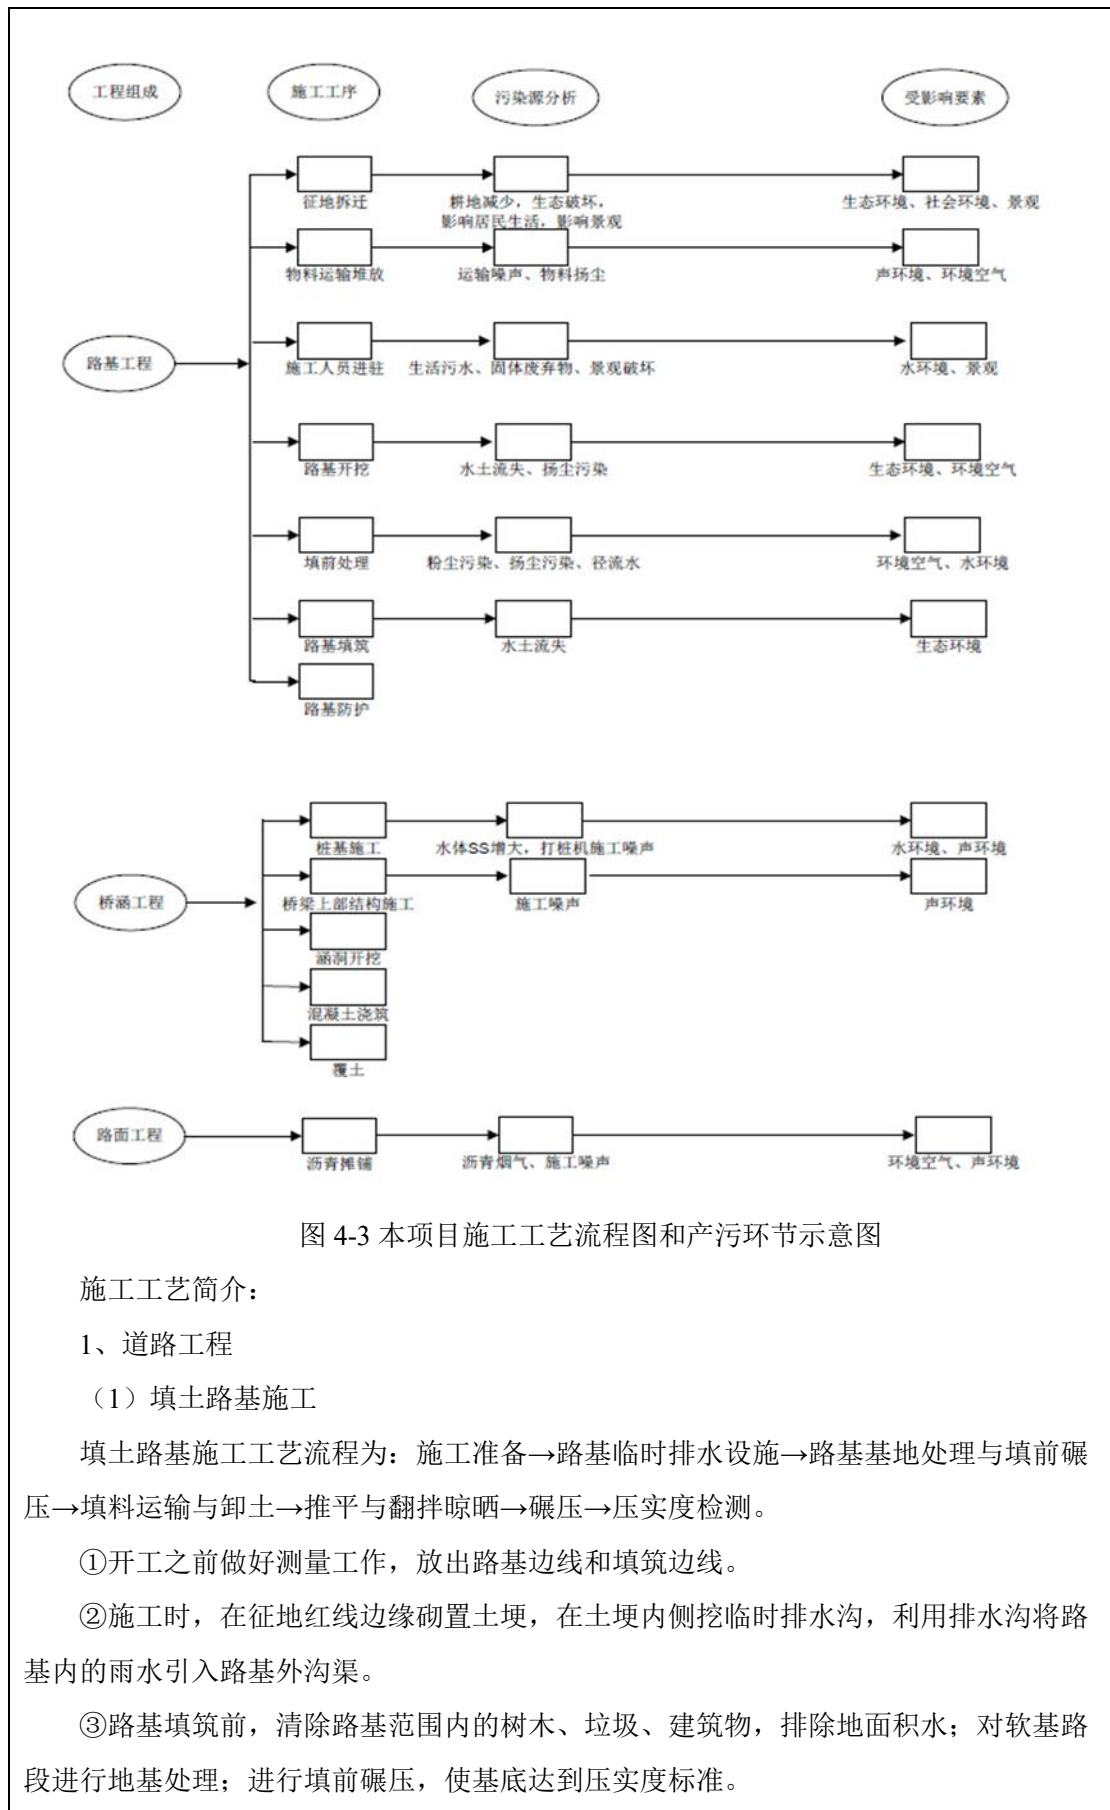 工程组成 施工工序 污染源分析 受影响要素
征地拆迁 耕地减少，生态破坏， 生态环境、社会环境、景观
影响居民生活，影响景观
物料运输堆放 运输噪声、物料扬尘 声环境、环境空气
路基工程
施工人员进驻 生活污水、固体废弃物、景观破坏 水环境、景观
路基开挖 水土流失、扬尘污染 生态环境、环境空气
填前处理 粉尘污染、扬尘污染、径流水 环境空气、水环境
路基填筑 水土流失 生态环境
路基防护
桩基施工 水体SS增大，打桩机施工噪声 水环境、声环境
桥涵工程 桥梁上部结构施工 施工噪声 声环境
涵洞开挖
混凝土浇筑
覆土
路面工程
沥青摊铺 沥青烟气、施工噪声 环境空气、声环境
图 4-3 本项目施工工艺流程图和产污环节示意图
施工工艺简介：
1、道路工程
（1）填土路基施工
填土路基施工工艺流程为：施工准备→路基临时排水设施→路基基地处理与填前碾
压→填料运输与卸土→推平与翻拌晾晒→碾压→压实度检测。
①开工之前做好测量工作，放出路基边线和填筑边线。
②施工时，在征地红线边缘砌置土埂，在土埂内侧挖临时排水沟，利用排水沟将路
基内的雨水引入路基外沟渠。
③路基填筑前，清除路基范围内的树木、垃圾、建筑物，排除地面积水；对软基路
段进行地基处理；进行填前碾压，使基底达到压实度标准。